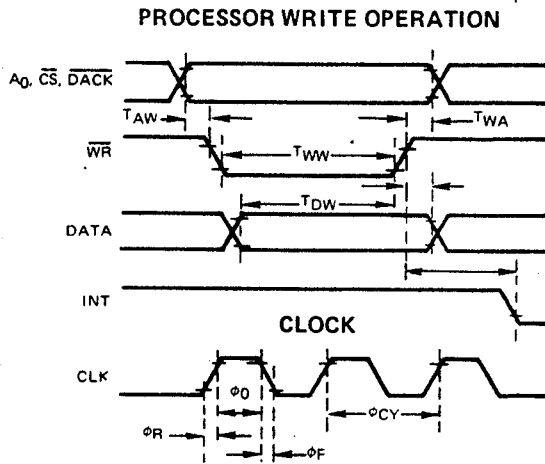 PROCESSOR WRITE OPERATION
A0, CS, DACK
TAW
TWA
WR
TWW
TDW
DATA
INT
CLOCK
CLK
φ0
φCY
φR
φF